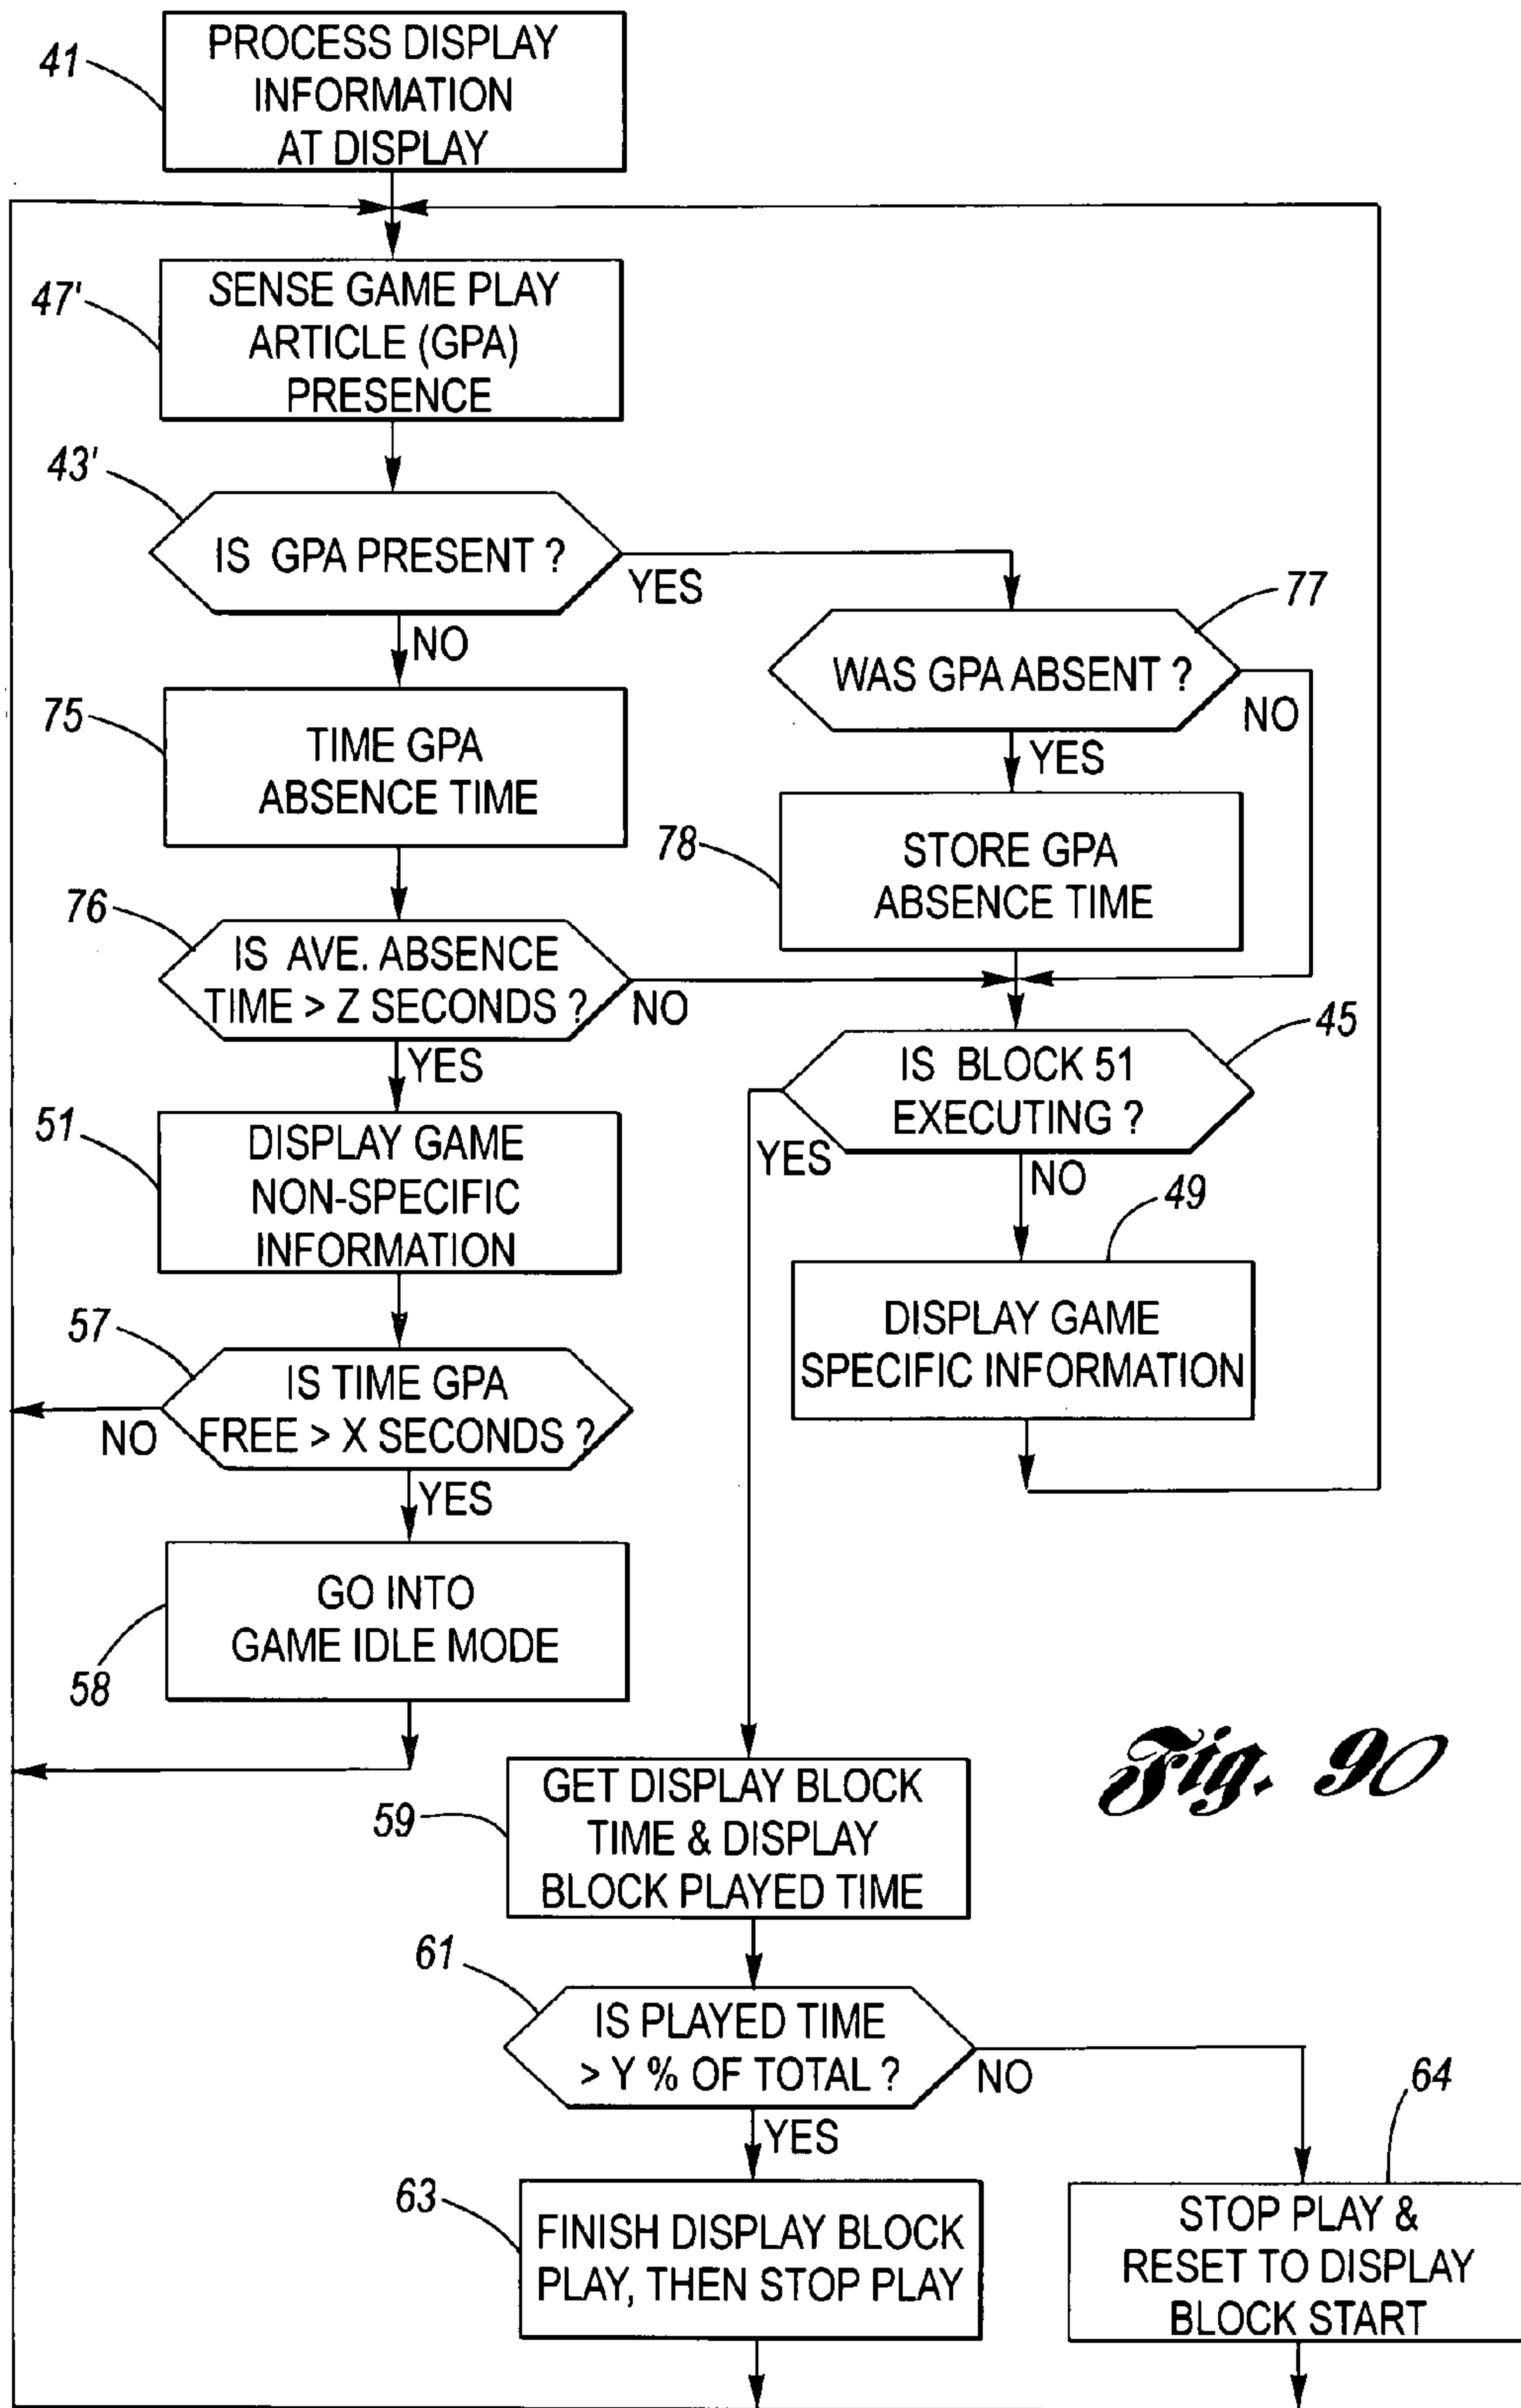 41
PROCESS DISPLAY
INFORMATION
AT DISPLAY
47'
SENSE GAME PLAY
ARTICLE (GPA)
PRESENCE
43'
IS GPA PRESENT ?
YES
NO
77
WAS GPA ABSENT ?
NO
YES
75
TIME GPA
ABSENCE TIME
78
STORE GPA
ABSENCE TIME
76
IS AVE. ABSENCE
TIME > Z SECONDS ?
NO
YES
45
IS BLOCK 51
EXECUTING ?
YES
NO
51
DISPLAY GAME
NON-SPECIFIC
INFORMATION
49
DISPLAY GAME
SPECIFIC INFORMATION
57
IS TIME GPA
FREE > X SECONDS ?
NO
YES
58
GO INTO
GAME IDLE MODE
59
GET DISPLAY BLOCK
TIME & DISPLAY
BLOCK PLAYED TIME
Fig. 90
61
IS PLAYED TIME
> Y % OF TOTAL ?
NO
YES
63
FINISH DISPLAY BLOCK
PLAY, THEN STOP PLAY
64
STOP PLAY &
RESET TO DISPLAY
BLOCK START